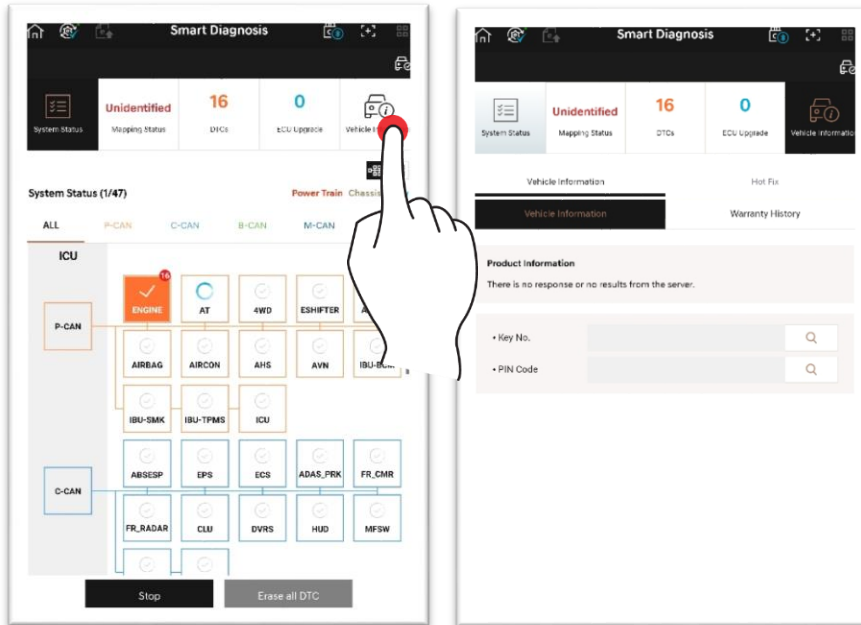 Smart Diagnosis
Unidentified
16
0
System Status
Mapping Status
DTCs
ECU Upgrade
System Status (1/47)
Power Train
ALL
P-CAN
C-CAN
B-CAN
M-CAN
ICU
P-CAN
16
ENGINE
AT
4WD
ESHIFTER
AIRBAG
AIRCON
AHS
AVN
IBU-SMK
IBU-TPMS
ICU
C-CAN
ABSESP
EPS
ECS
ADAS_PRK
FR_CMR
FR_RADAR
CLU
DVRS
HUD
MFSW
Stop
Erase all DTC
Smart Diagnosis
Unidentified
16
0
System Status
Mapping Status
DTCs
ECU Upgrade
Vehicle Information
Vehicle Information
Hot Fix
Vehicle Information
Warranty History
Product Information
There is no response or no results from the server.
• Key No.
• PIN Code